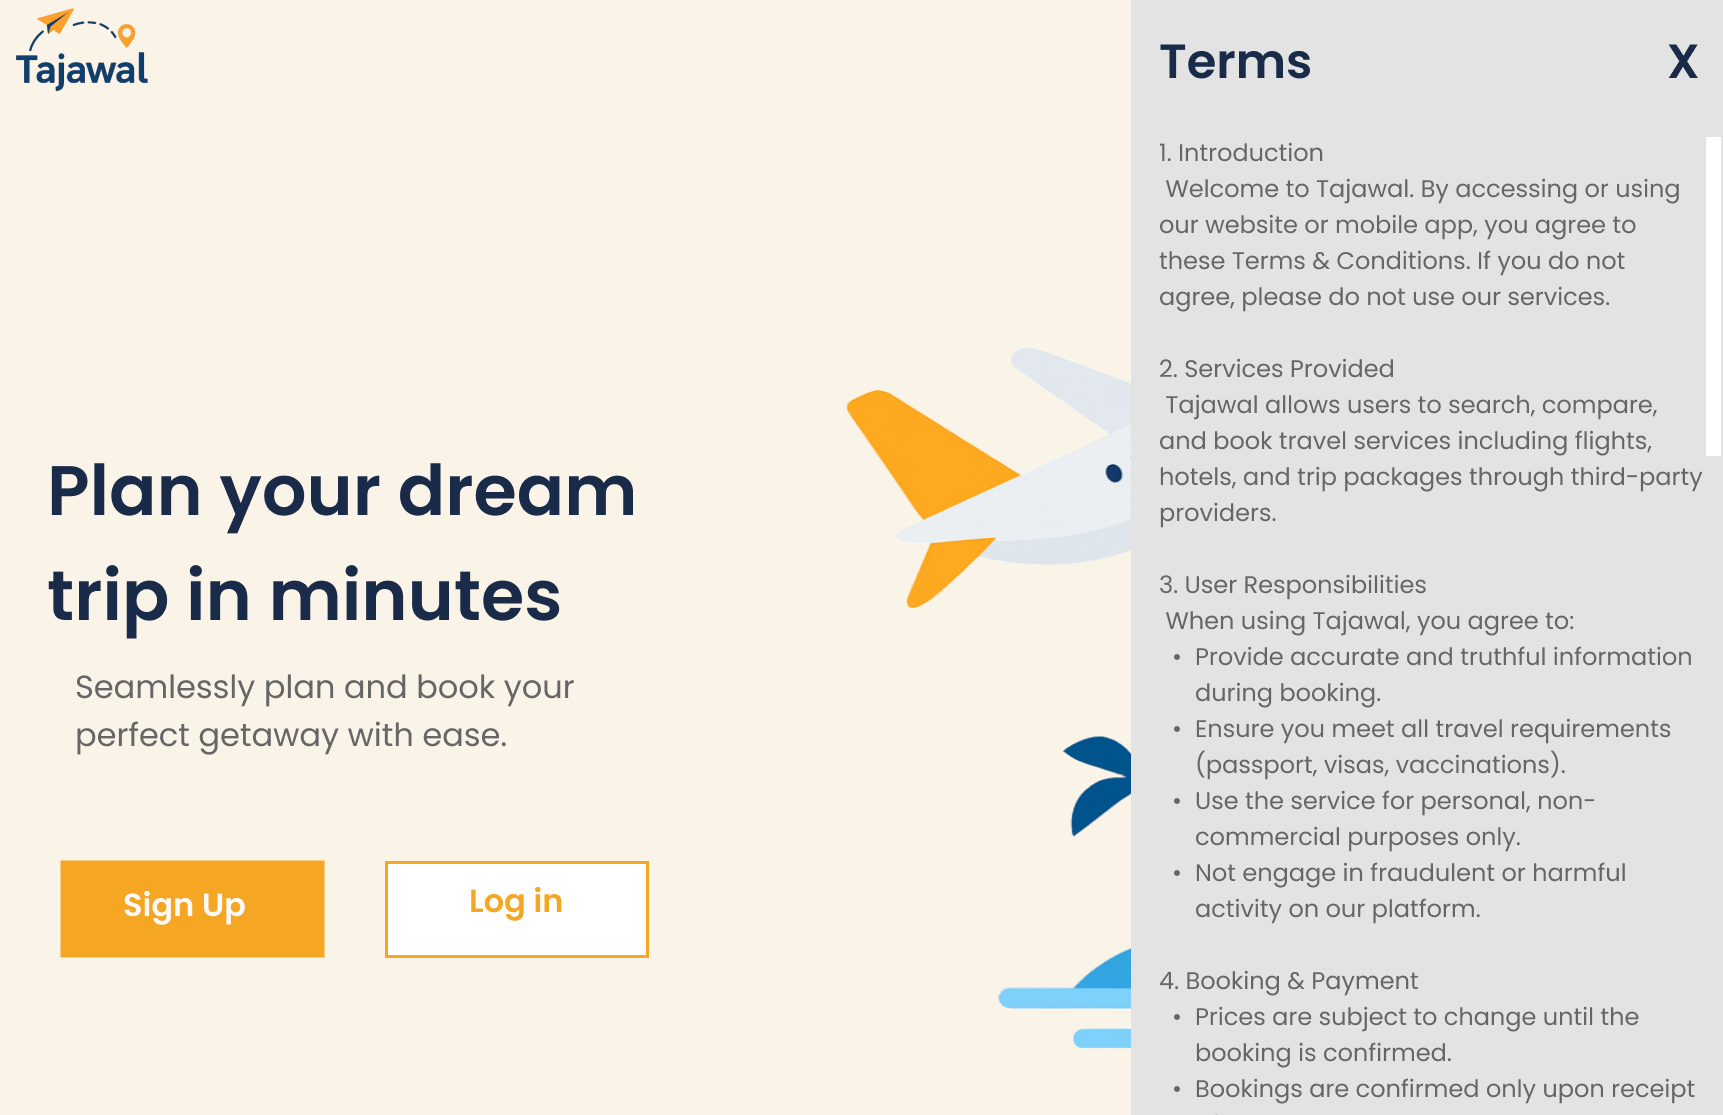 Tajawal
Plan your dream
trip in minutes
Seamlessly plan and book your
perfect getaway with ease.
Sign Up
Log in
Terms
X
1. Introduction
Welcome to Tajawal. By accessing or using
our website or mobile app, you agree to
these Terms & Conditions. If you do not
agree, please do not use our services.
2. Services Provided
Tajawal allows users to search, compare,
and book travel services including flights,
hotels, and trip packages through third-party
providers.
3. User Responsibilities
When using Tajawal, you agree to:
• Provide accurate and truthful information
during booking.
• Ensure you meet all travel requirements
(passport, visas, vaccinations).
• Use the service for personal, non-
commercial purposes only.
• Not engage in fraudulent or harmful
activity on our platform.
4. Booking & Payment
• Prices are subject to change until the
booking is confirmed.
• Bookings are confirmed only upon receipt